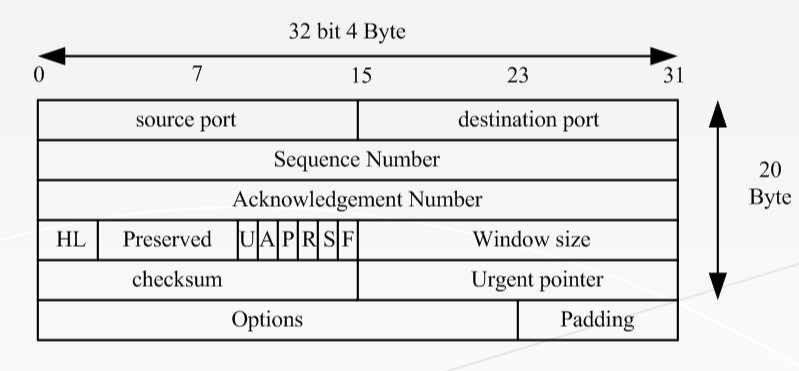 32 bit 4 Byte
0 7 15 23 31
source port destination port
Sequence Number
Acknowledgement Number
20
Byte
HL Preserved U A P R S F Window size
checksum Urgent pointer
Options Padding